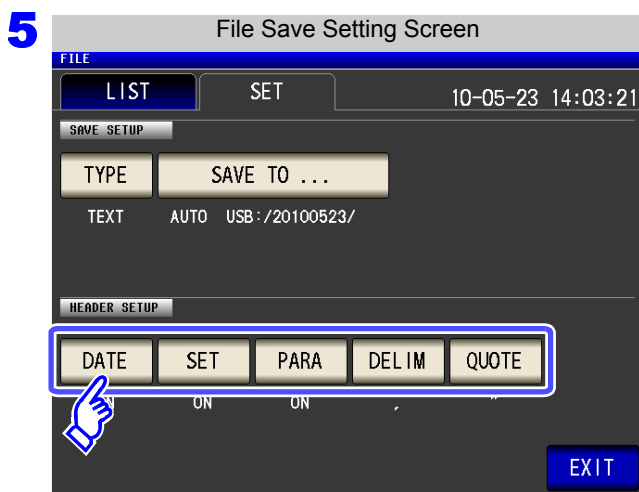 5
File Save Setting Screen
FILE
LIST SET 10-05-23 14:03:21
SAVE SETUP
TYPE SAVE TO ...
TEXT AUTO USB:/20100523/
HEADER SETUP
DATE SET PARA DELIM QUOTE
ON ON , "
EXIT